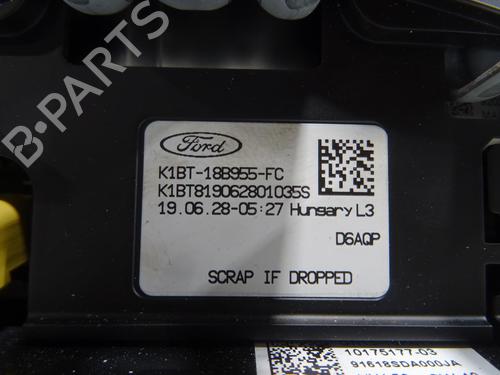 B-PARTS
Ford
K1BT-18B955-FC
K1BT819062801035S
19.06.28-05:27 Hungary L3
D6AQP
SCRAP IF DROPPED
10175177-03
91618SDA000JA